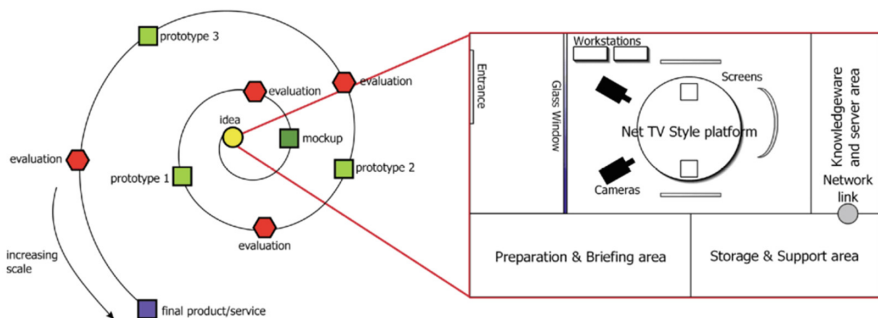 prototype 3
evaluation
evaluation
idea
mockup
evaluation
prototype 1
prototype 2
evaluation
increasing
scale
final product/service
Workstations
Entrance
Glass Window
Screens
Net TV Style platform
Cameras
Knowledgeware
and server area
Network
link
Preparation & Briefing area
Storage & Support area